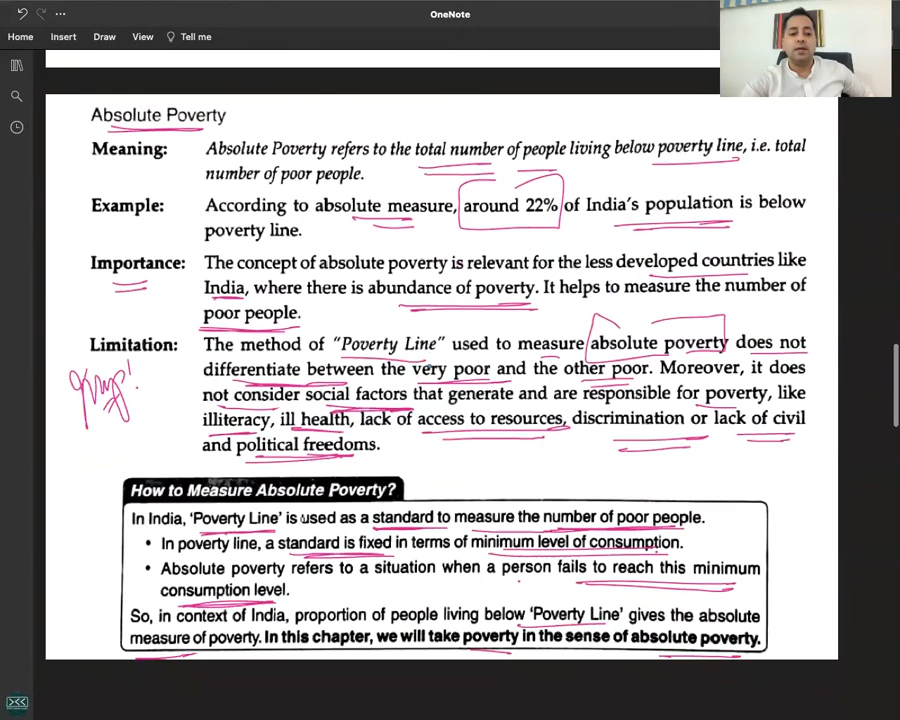 OneNote
Home Insert Draw View Tell me
Absolute Poverty
Meaning: Absolute Poverty refers to the total number of people living below poverty line, i.e. total
number of poor people.
Example: According to absolute measure, around 22% of India's population is below
poverty line.
Importance: The concept of absolute poverty is relevant for the less developed countries like
India, where there is abundance of poverty. It helps to measure the number of
poor people.
Limitation: The method of "Poverty Line" used to measure absolute poverty does not
differentiate between the very poor and the other poor. Moreover, it does
not consider social factors that generate and are responsible for poverty, like
illiteracy, ill health, lack of access to resources, discrimination or lack of civil
and political freedoms.
How to Measure Absolute Poverty?
In India, 'Poverty Line' is used as a standard to measure the number of poor people.
• In poverty line, a standard is fixed in terms of minimum level of consumption.
• Absolute poverty refers to a situation when a person fails to reach this minimum
consumption level.
So, in context of India, proportion of people living below 'Poverty Line' gives the absolute
measure of poverty. In this chapter, we will take poverty in the sense of absolute poverty.